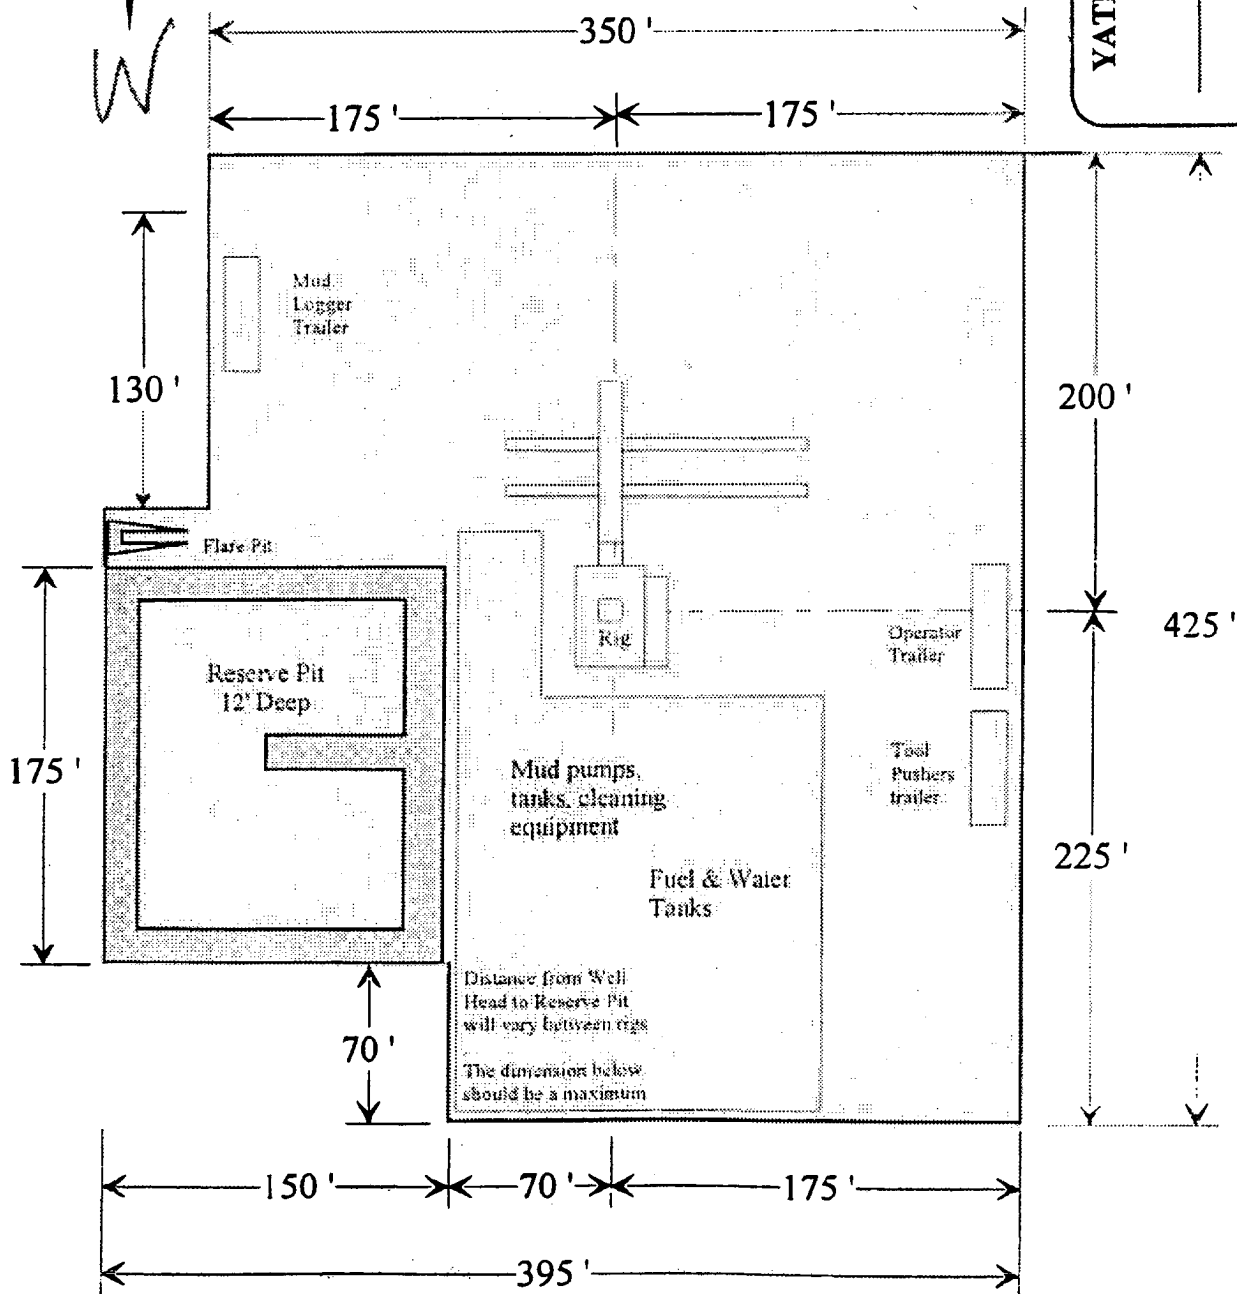 350 '
YATE
W
175 '
175 '
Mud
Logger
Trailer
130 '
200 '
Flare Pit
Rig
Operator
Trailer
425 '
Reserve Pit
12' Deep
175 '
Mud pumps,
tanks, cleaning
equipment
Tool
Pushers
trailer
225 '
Fuel & Water
Tanks
Distance from Well
Head to Reserve Pit
will vary between rigs
70 '
The dimension below
should be a maximum
150 '
70 '
175 '
395 '